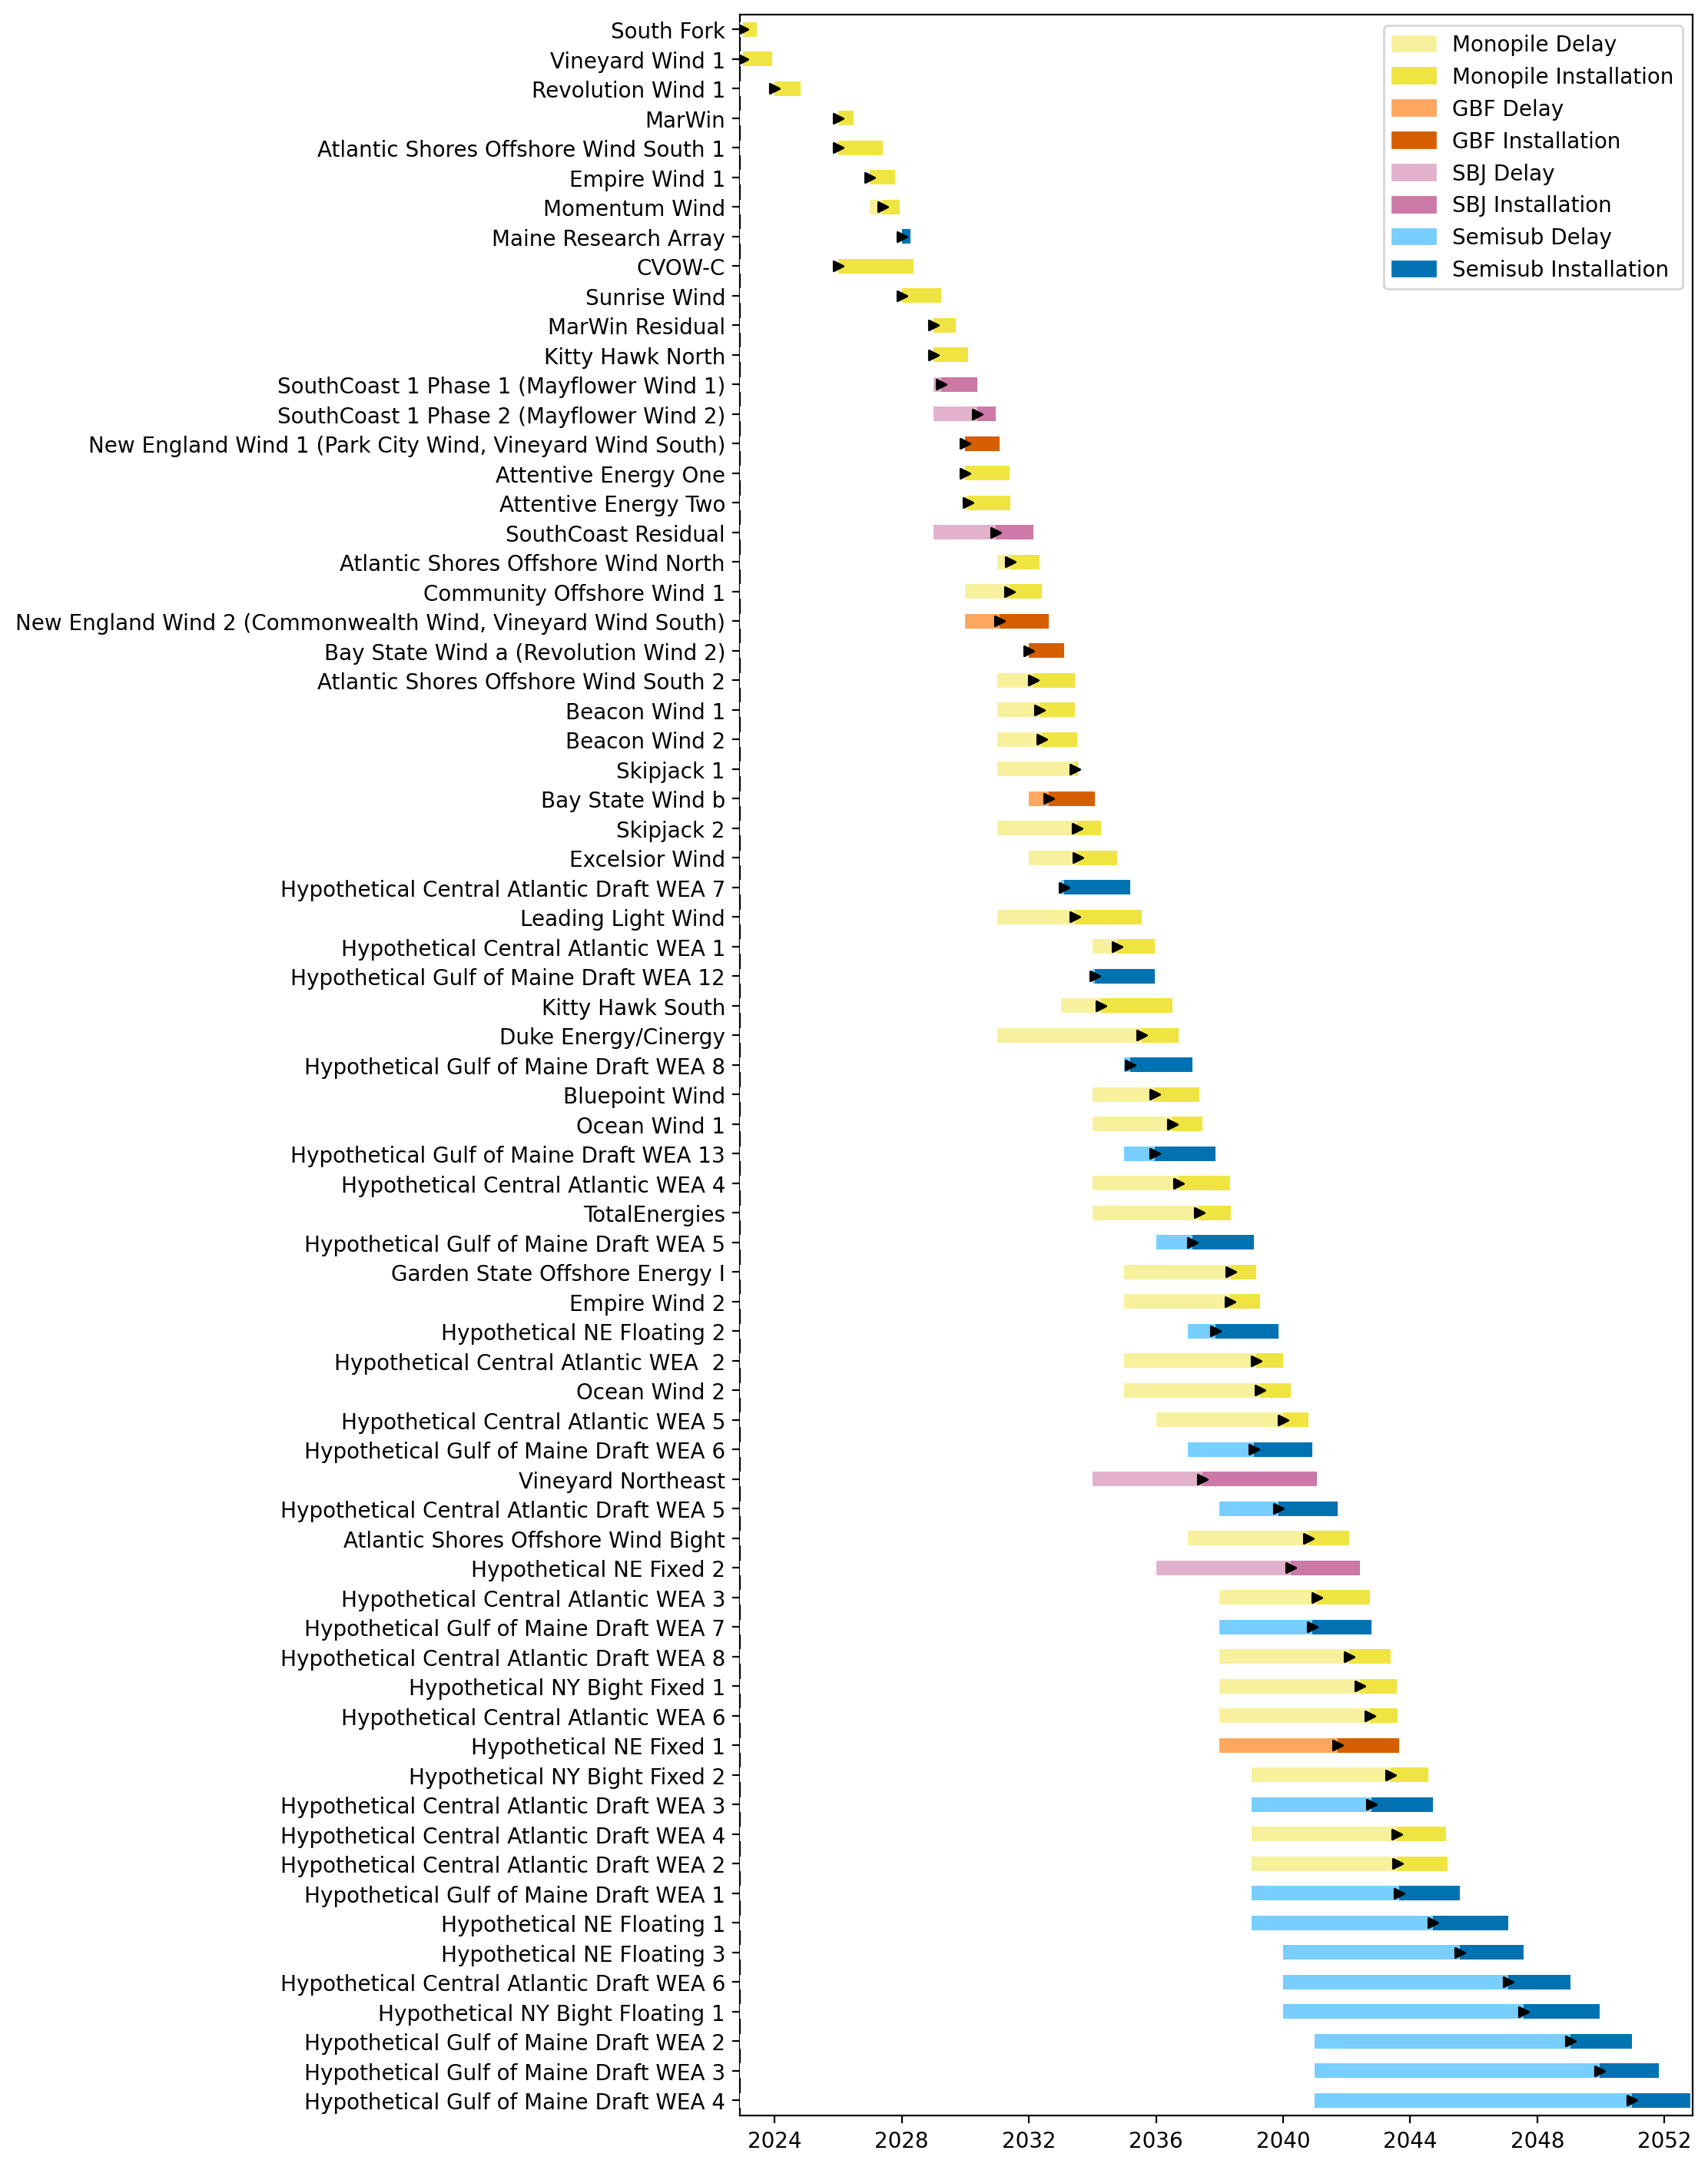 South Fork
Vineyard Wind 1
Revolution Wind 1
MarWin
Atlantic Shores Offshore Wind South 1
Empire Wind 1
Momentum Wind
Maine Research Array
CVOW-C
Sunrise Wind
MarWin Residual
Kitty Hawk North
SouthCoast 1 Phase 1 (Mayflower Wind 1)
SouthCoast 1 Phase 2 (Mayflower Wind 2)
New England Wind 1 (Park City Wind, Vineyard Wind South)
Attentive Energy One
Attentive Energy Two
SouthCoast Residual
Atlantic Shores Offshore Wind North
Community Offshore Wind 1
New England Wind 2 (Commonwealth Wind, Vineyard Wind South)
Bay State Wind a (Revolution Wind 2)
Atlantic Shores Offshore Wind South 2
Beacon Wind 1
Beacon Wind 2
Skipjack 1
Bay State Wind b
Skipjack 2
Excelsior Wind
Hypothetical Central Atlantic Draft WEA 7
Leading Light Wind
Hypothetical Central Atlantic WEA 1
Hypothetical Gulf of Maine Draft WEA 12
Kitty Hawk South
Duke Energy/Cinergy
Hypothetical Gulf of Maine Draft WEA 8
Bluepoint Wind
Ocean Wind 1
Hypothetical Gulf of Maine Draft WEA 13
Hypothetical Central Atlantic WEA 4
TotalEnergies
Hypothetical Gulf of Maine Draft WEA 5
Garden State Offshore Energy I
Empire Wind 2
Hypothetical NE Floating 2
Hypothetical Central Atlantic WEA  2
Ocean Wind 2
Hypothetical Central Atlantic WEA 5
Hypothetical Gulf of Maine Draft WEA 6
Vineyard Northeast
Hypothetical Central Atlantic Draft WEA 5
Atlantic Shores Offshore Wind Bight
Hypothetical NE Fixed 2
Hypothetical Central Atlantic WEA 3
Hypothetical Gulf of Maine Draft WEA 7
Hypothetical Central Atlantic Draft WEA 8
Hypothetical NY Bight Fixed 1
Hypothetical Central Atlantic WEA 6
Hypothetical NE Fixed 1
Hypothetical NY Bight Fixed 2
Hypothetical Central Atlantic Draft WEA 3
Hypothetical Central Atlantic Draft WEA 4
Hypothetical Central Atlantic Draft WEA 2
Hypothetical Gulf of Maine Draft WEA 1
Hypothetical NE Floating 1
Hypothetical NE Floating 3
Hypothetical Central Atlantic Draft WEA 6
Hypothetical NY Bight Floating 1
Hypothetical Gulf of Maine Draft WEA 2
Hypothetical Gulf of Maine Draft WEA 3
Hypothetical Gulf of Maine Draft WEA 4
Monopile Delay
Monopile Installation
GBF Delay
GBF Installation
SBJ Delay
SBJ Installation
Semisub Delay
Semisub Installation
2024 2028 2032 2036 2040 2044 2048 2052